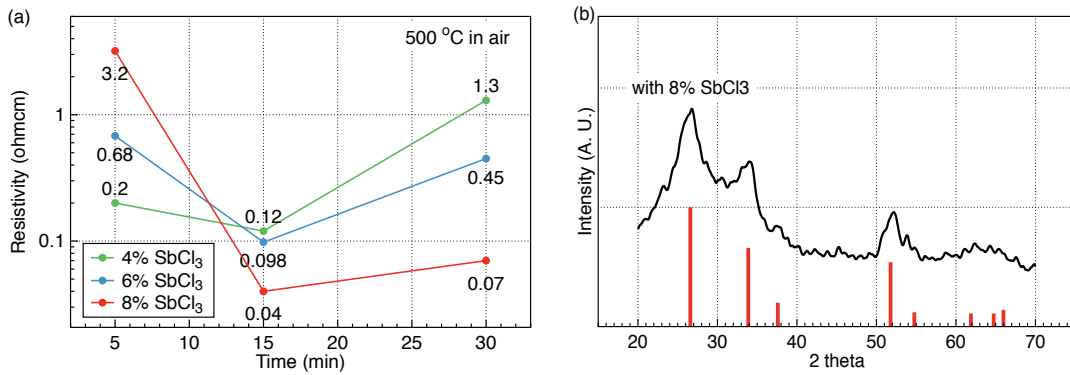 (a)
500 °C in air
3.2
0.68
0.2
0.12
0.098
0.04
1.3
0.45
0.07
1
0.1
Resistivity (ohmcm)
4% SbCl₃
6% SbCl₃
8% SbCl₃
5 10 15 20 25 30
Time (min)
(b)
with 8% SbCl3
Intensity (A. U.)
20 30 40 50 60 70
2 theta